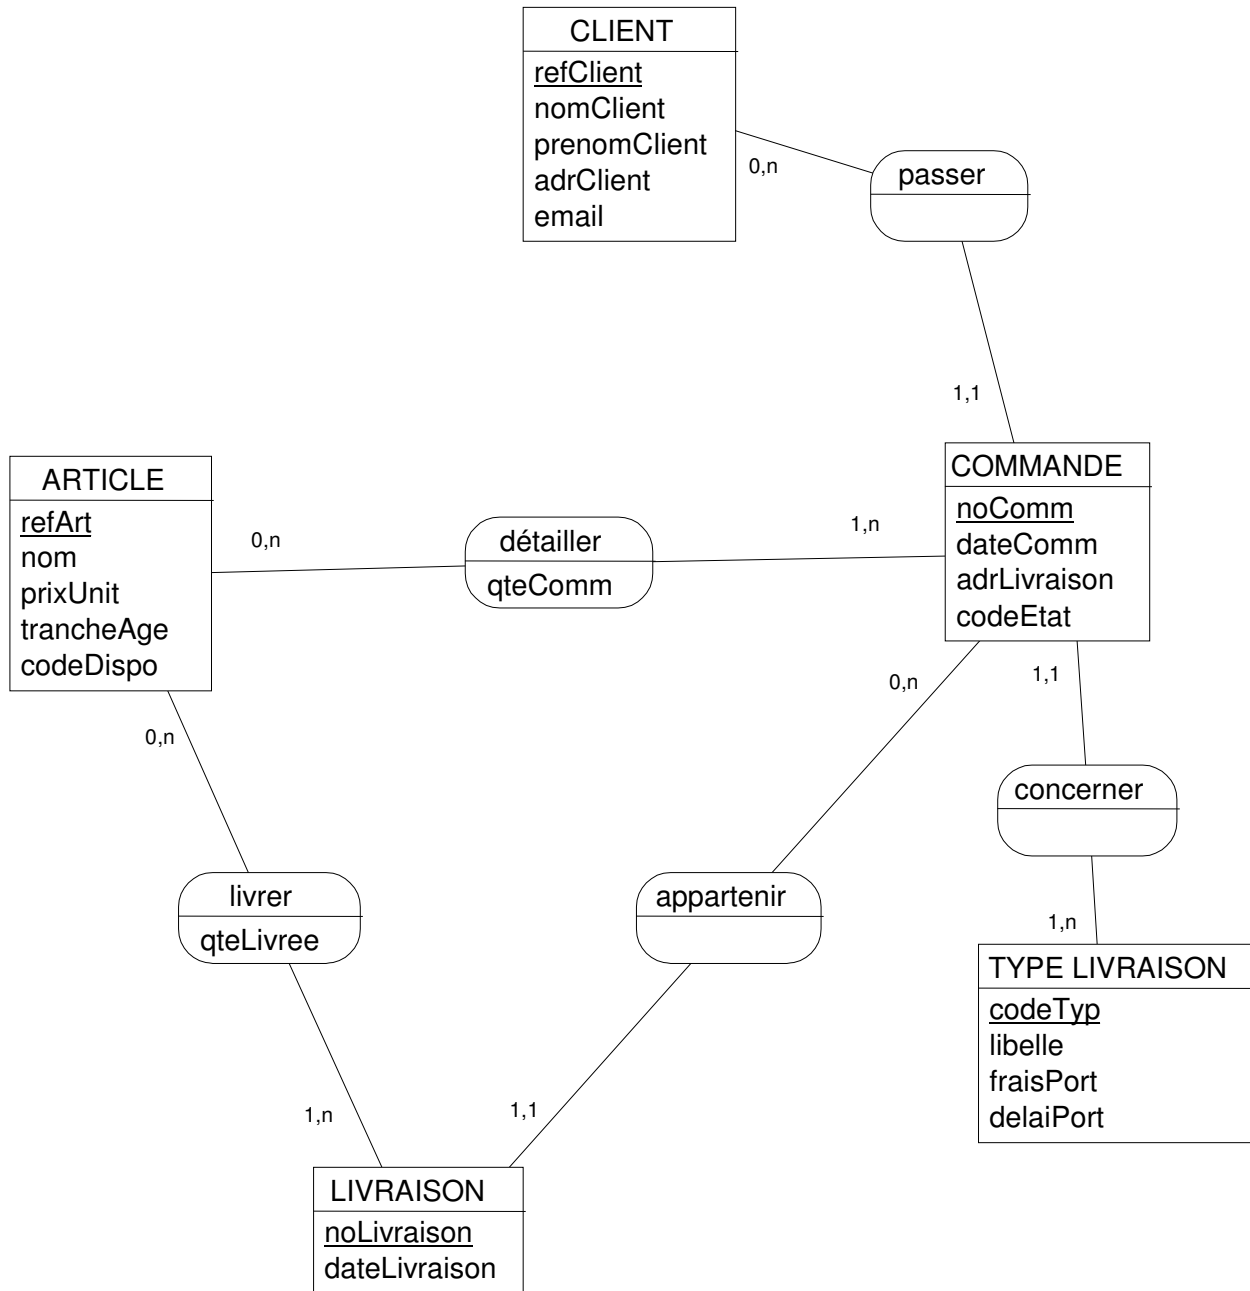 CLIENT
refClient
nomClient
prenomClient
adrClient
email
0,n
passer
1,1
ARTICLE
refArt
nom
prixUnit
trancheAge
codeDispo
0,n
détailler
qteComm
1,n
COMMANDE
noComm
dateComm
adrLivraison
codeEtat
0,n
livrer
qteLivree
1,n
0,n
appartenir
1,1
1,1
concerner
1,n
TYPE LIVRAISON
codeTyp
libelle
fraisPort
delaiPort
LIVRAISON
noLivraison
dateLivraison